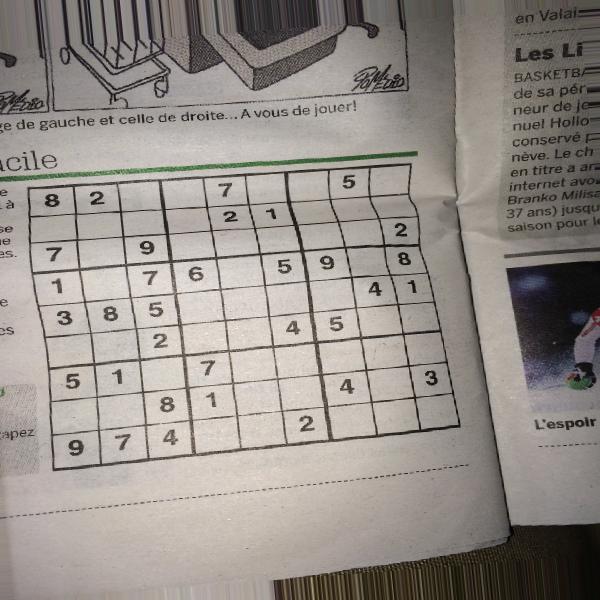 ge de gauche et celle de droite... A vous de jouer!
acile
8 2 7 5
2 1
7 9 2
1 7 6 5 9 8
3 8 5 4 1
2 4 5
5 1 7
8 1 4 3
9 7 4 2
apez
en Valai
Les Li
BASKETBA
de sa pér
neur de je
nuel Hollo
conservé
nève. Le ch
en titre a ar
internet avo
Branko Milisa
37 ans) jusqu
saison pour le
L'espoir